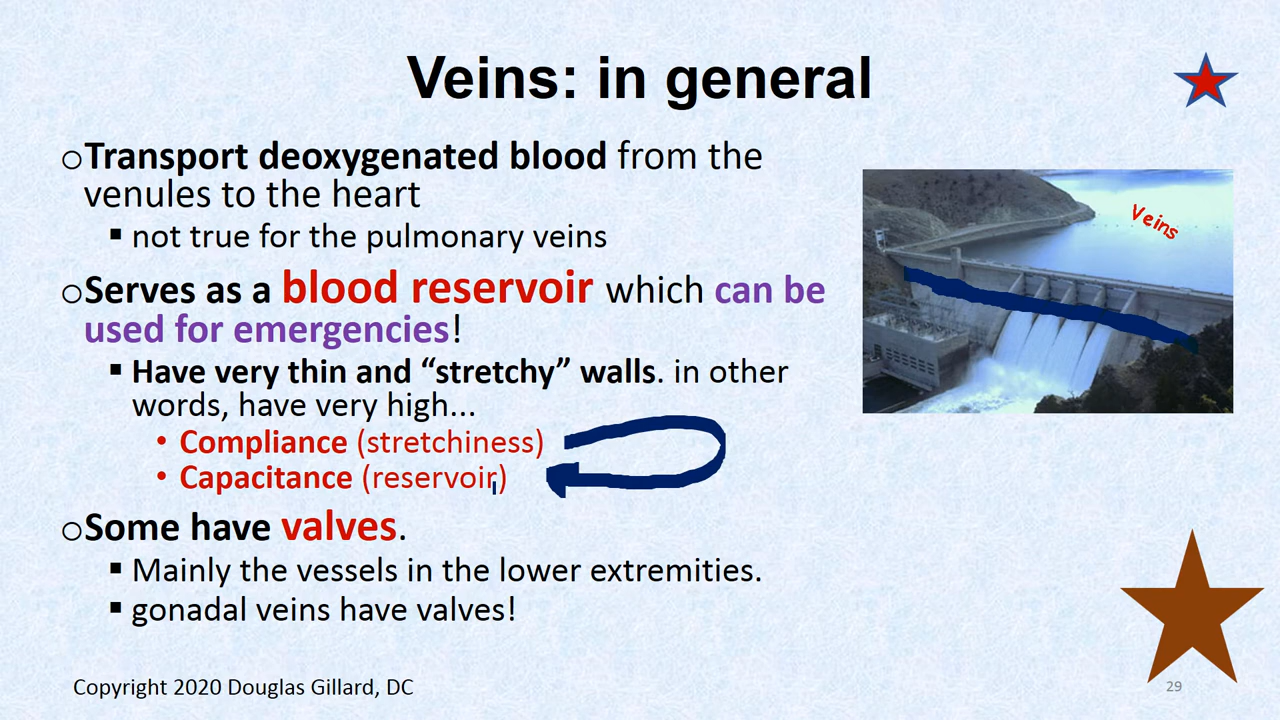 Veins: in general
oTransport deoxygenated blood from the
venules to the heart
▪ not true for the pulmonary veins
oServes as a blood reservoir which can be
used for emergencies!
▪ Have very thin and “stretchy” walls. in other
words, have very high...
• Compliance (stretchiness)
• Capacitance (reservoir)
oSome have valves.
▪ Mainly the vessels in the lower extremities.
▪ gonadal veins have valves!
Veins
Copyright 2020 Douglas Gillard, DC
29